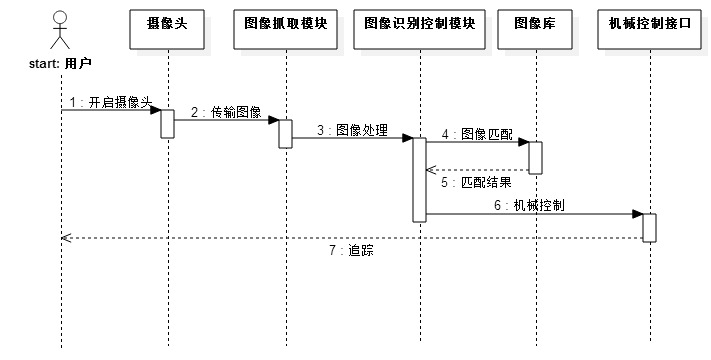 摄像头
图像抓取模块
图像识别控制模块
图像库
机械控制接口
start: 用户
1 : 开启摄像头
2 : 传输图像
3 : 图像处理
4 : 图像匹配
5 : 匹配结果
6 : 机械控制
7 : 追踪